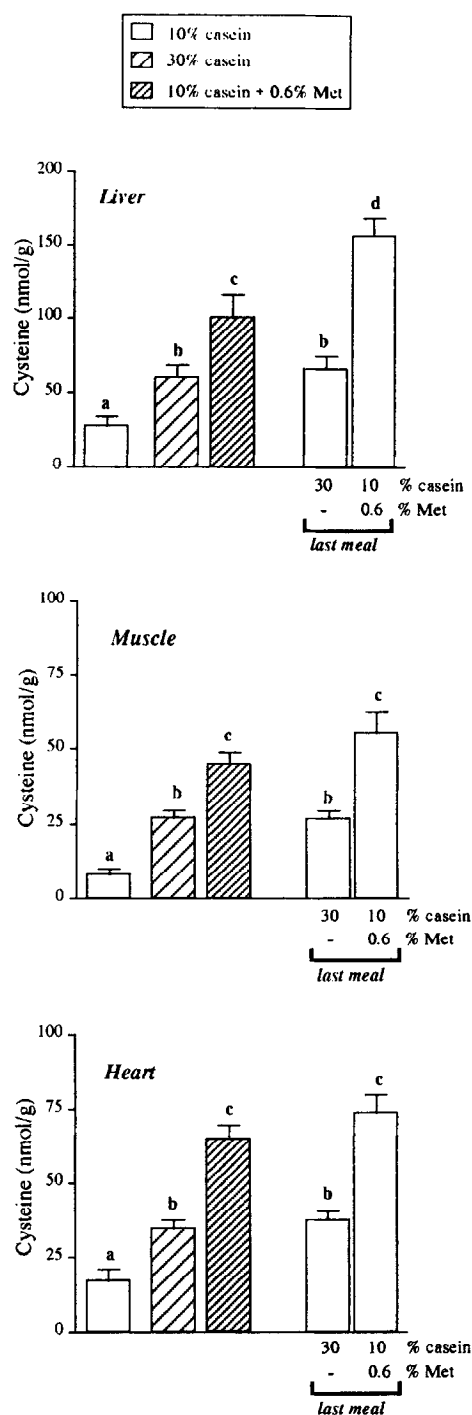 10% casein
30% casein
10% casein + 0.6% Met
Liver
Cysteine (nmol/g)
200
150
100
50
0
a
b
c
b
d
30 10 % casein
- 0.6 % Met
last meal
Muscle
Cysteine (nmol/g)
100
75
50
25
0
a
b
c
b
c
30 10 % casein
- 0.6 % Met
last meal
Heart
Cysteine (nmol/g)
100
75
50
25
0
a
b
c
b
c
30 10 % casein
- 0.6 % Met
last meal